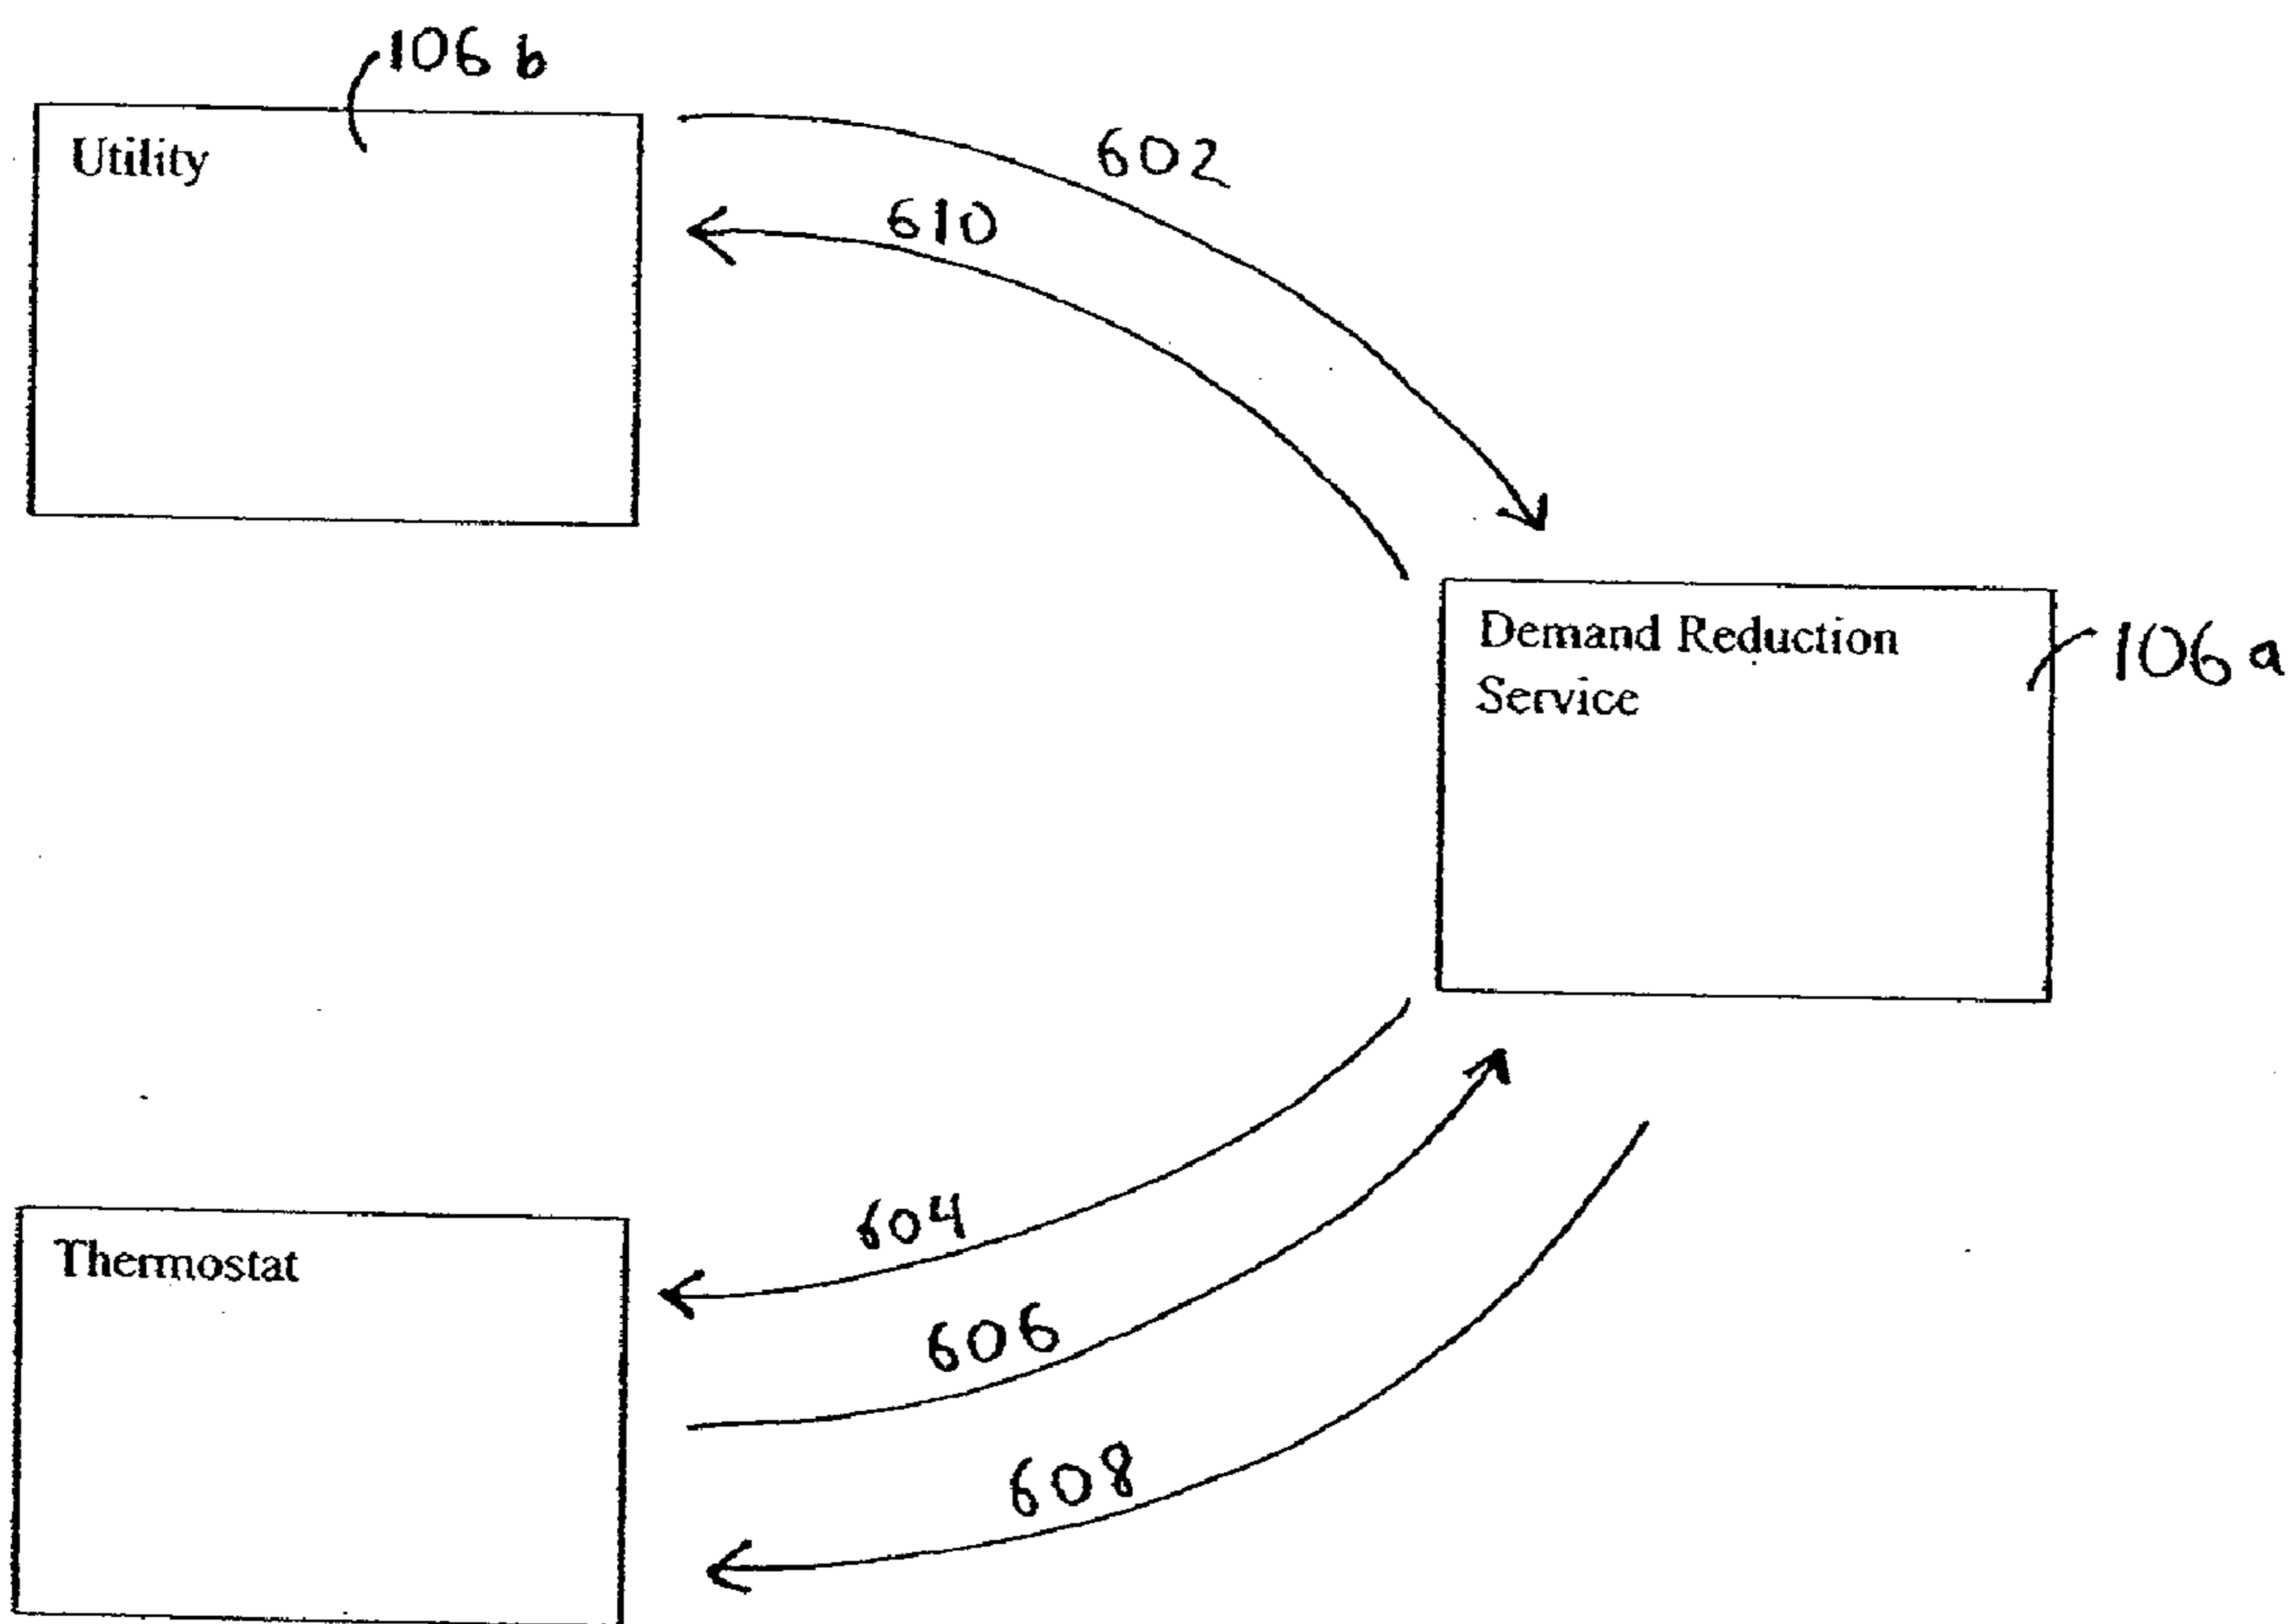 106 b
Utility
602
610
Demand Reduction
Service
106 a
604
Thermostat
606
608